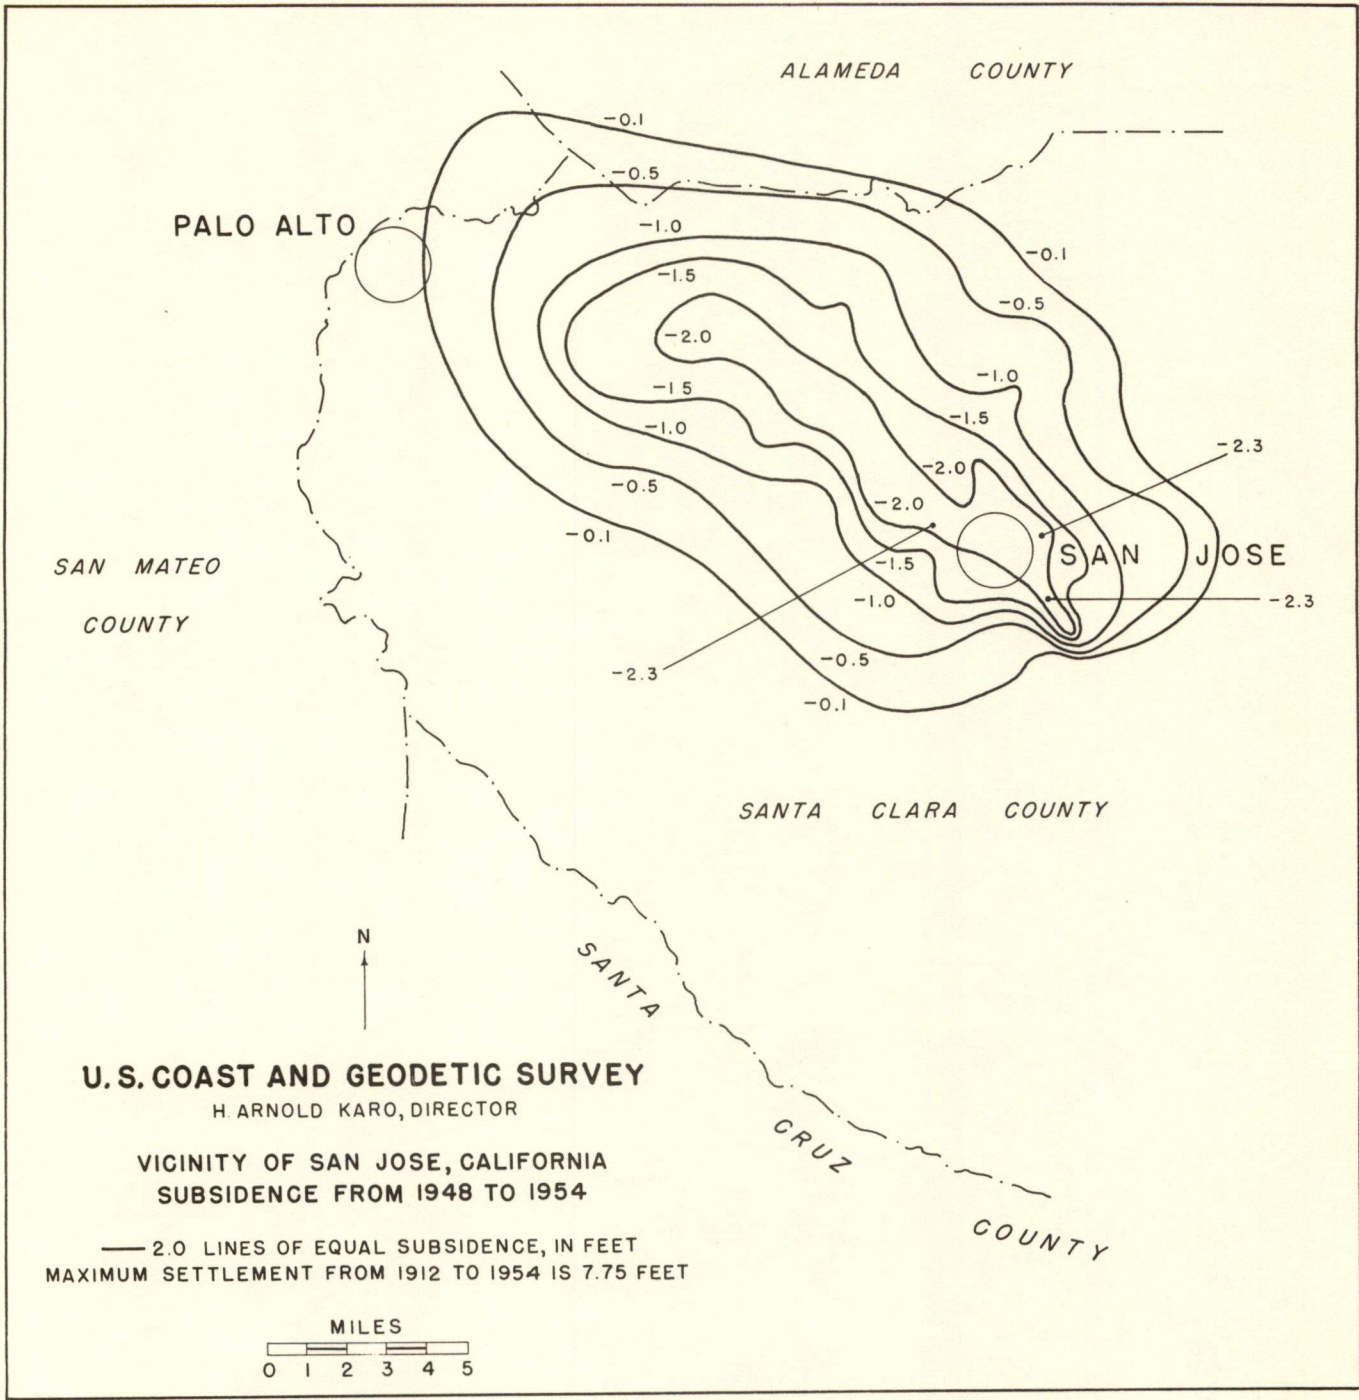 ALAMEDA COUNTY
-0.1
-0.5
PALO ALTO
-1.0
-0.1
-1.5
-0.5
-2.0
-1.0
-1.5
-1.5
-1.0
-2.3
-2.0
-0.5
-2.0
-0.1
SAN JOSE
SAN MATEO
COUNTY
-1.5
-1.0
-2.3
-0.5
-2.3
-0.1
SANTA CLARA COUNTY
N
SANTA
CRUZ
COUNTY
U.S. COAST AND GEODETIC SURVEY
H. ARNOLD KARO, DIRECTOR
VICINITY OF SAN JOSE, CALIFORNIA
SUBSIDENCE FROM 1948 TO 1954
2.0 LINES OF EQUAL SUBSIDENCE, IN FEET
MAXIMUM SETTLEMENT FROM 1912 TO 1954 IS 7.75 FEET
MILES
0 1 2 3 4 5